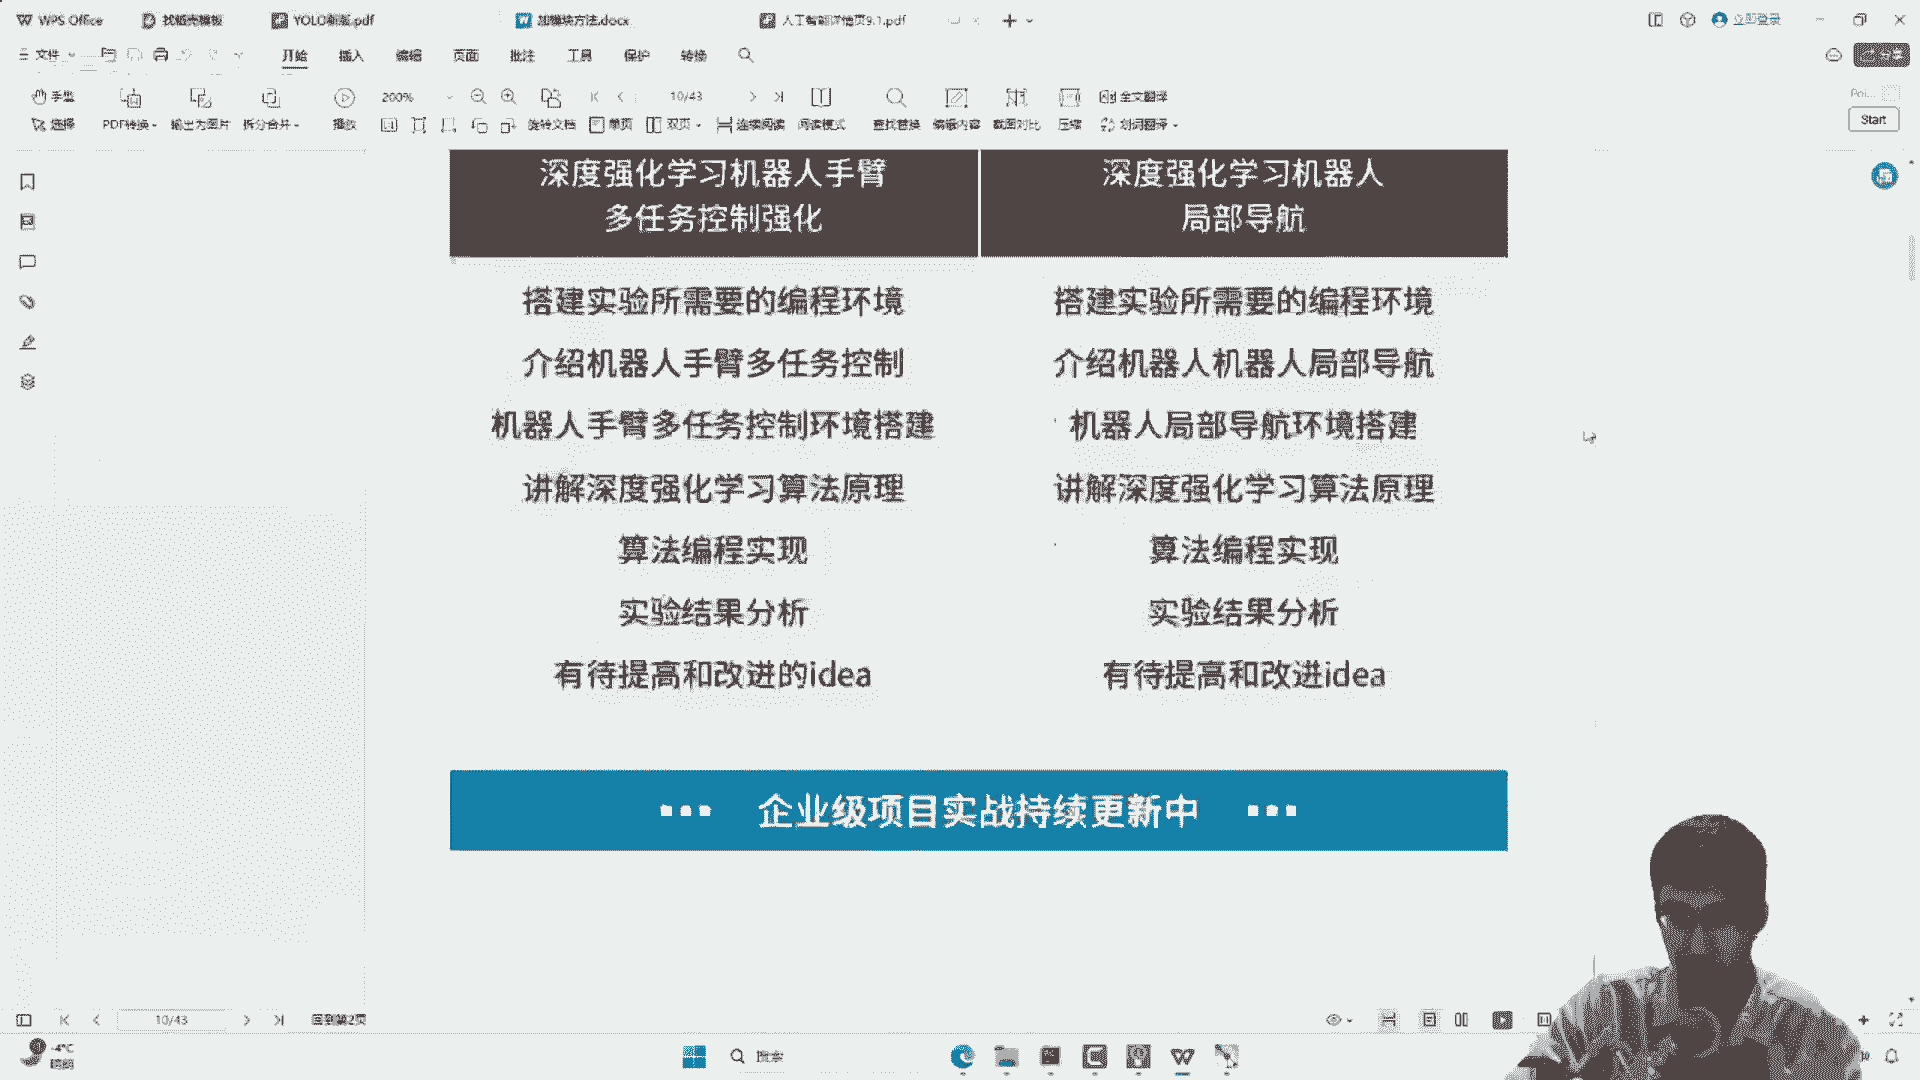 WPS Office
找稻壳模板
YOLO新版.pdf
加模块方法.docx
人工智能详情页9.1.pdf
立即登录
文件
开始
插入
编辑
页面
批注
工具
保护
转换
分享
手型
200%
10/43
全文翻译
选择
PDF转换
输出为图片
拆分合并
播放
旋转文档
单页
双页
连续阅读
阅读模式
查找替换
编辑内容
截图对比
压缩
划词翻译
Poi...
Start
深度强化学习机器人手臂
多任务控制强化
搭建实验所需要的编程环境
介绍机器人手臂多任务控制
机器人手臂多任务控制环境搭建
讲解深度强化学习算法原理
算法编程实现
实验结果分析
有待提高和改进的idea
深度强化学习机器人
局部导航
搭建实验所需要的编程环境
介绍机器人机器人局部导航
机器人局部导航环境搭建
讲解深度强化学习算法原理
算法编程实现
实验结果分析
有待提高和改进idea
企业级项目实战持续更新中
10/43
回到第2页
-4°C
晴朗
搜索